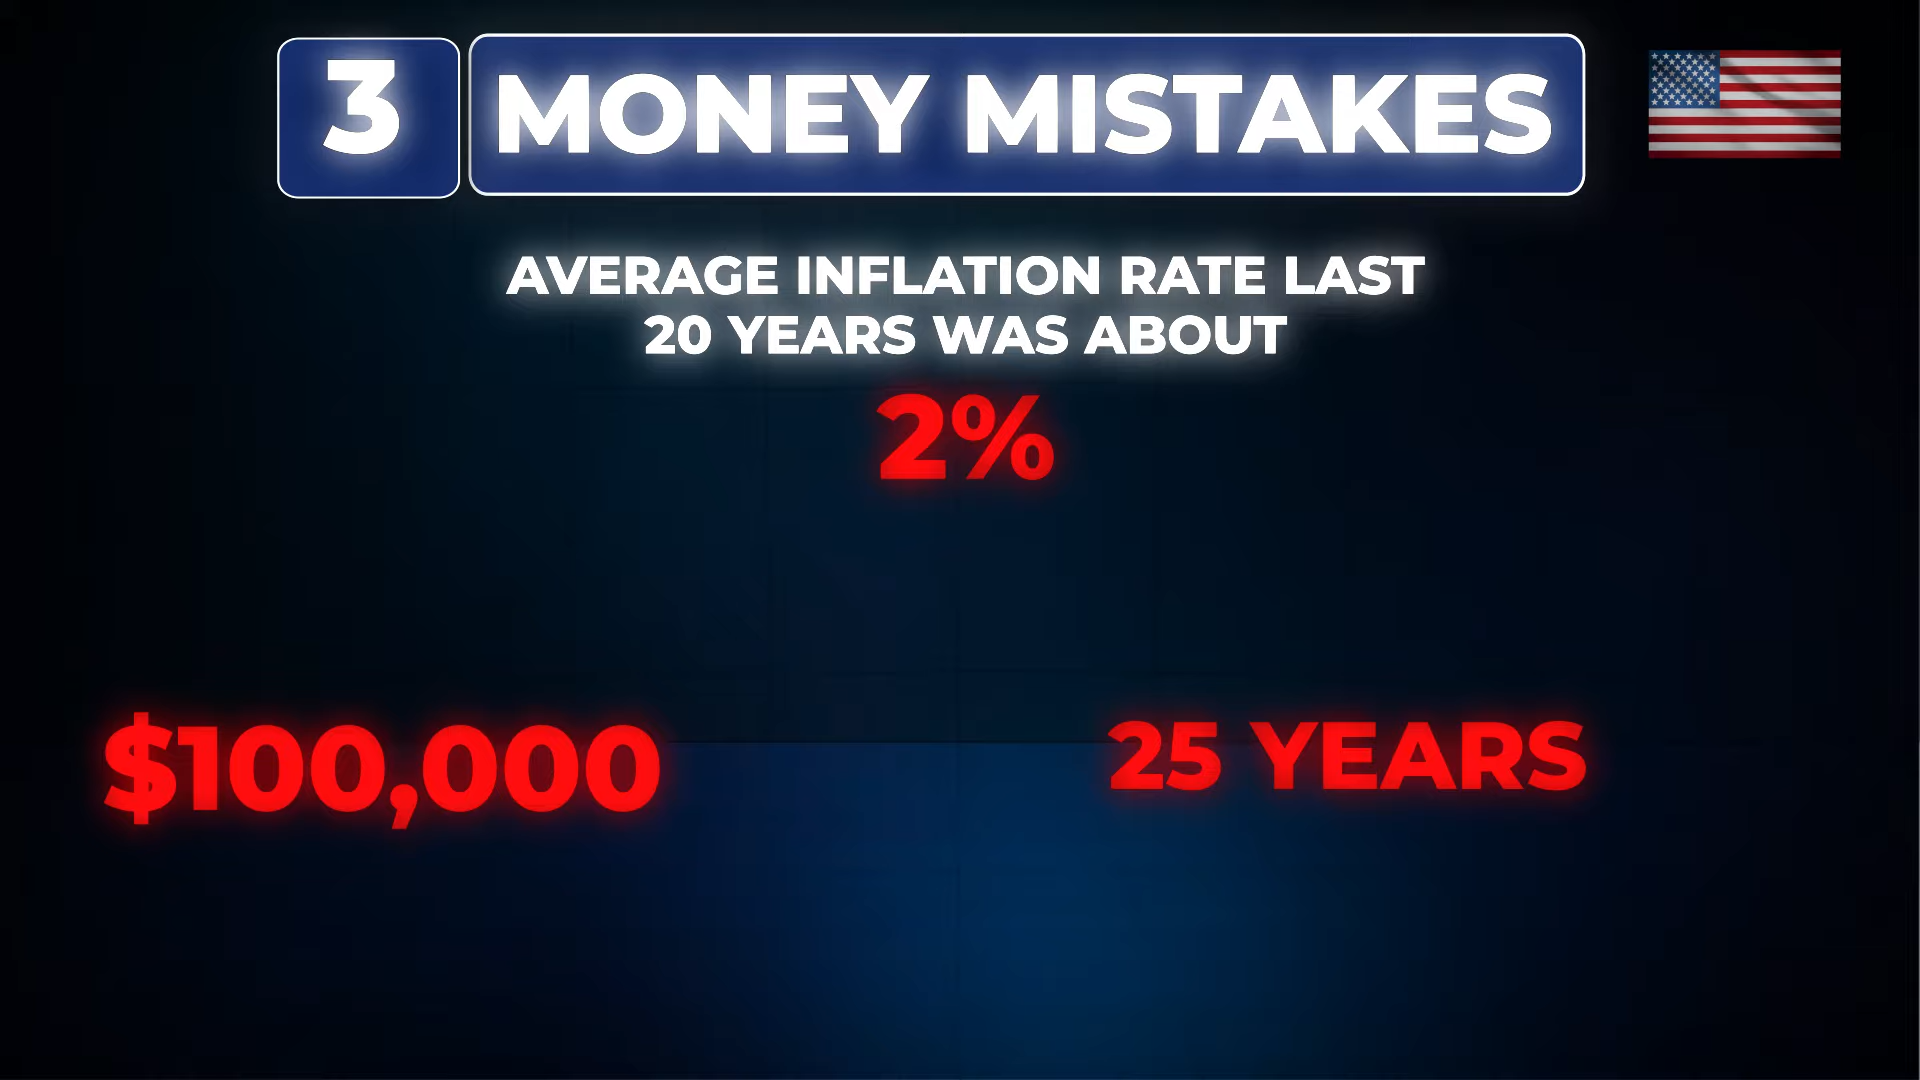 3 MONEY MISTAKES
AVERAGE INFLATION RATE LAST
20 YEARS WAS ABOUT
2%
$100,000
25 YEARS